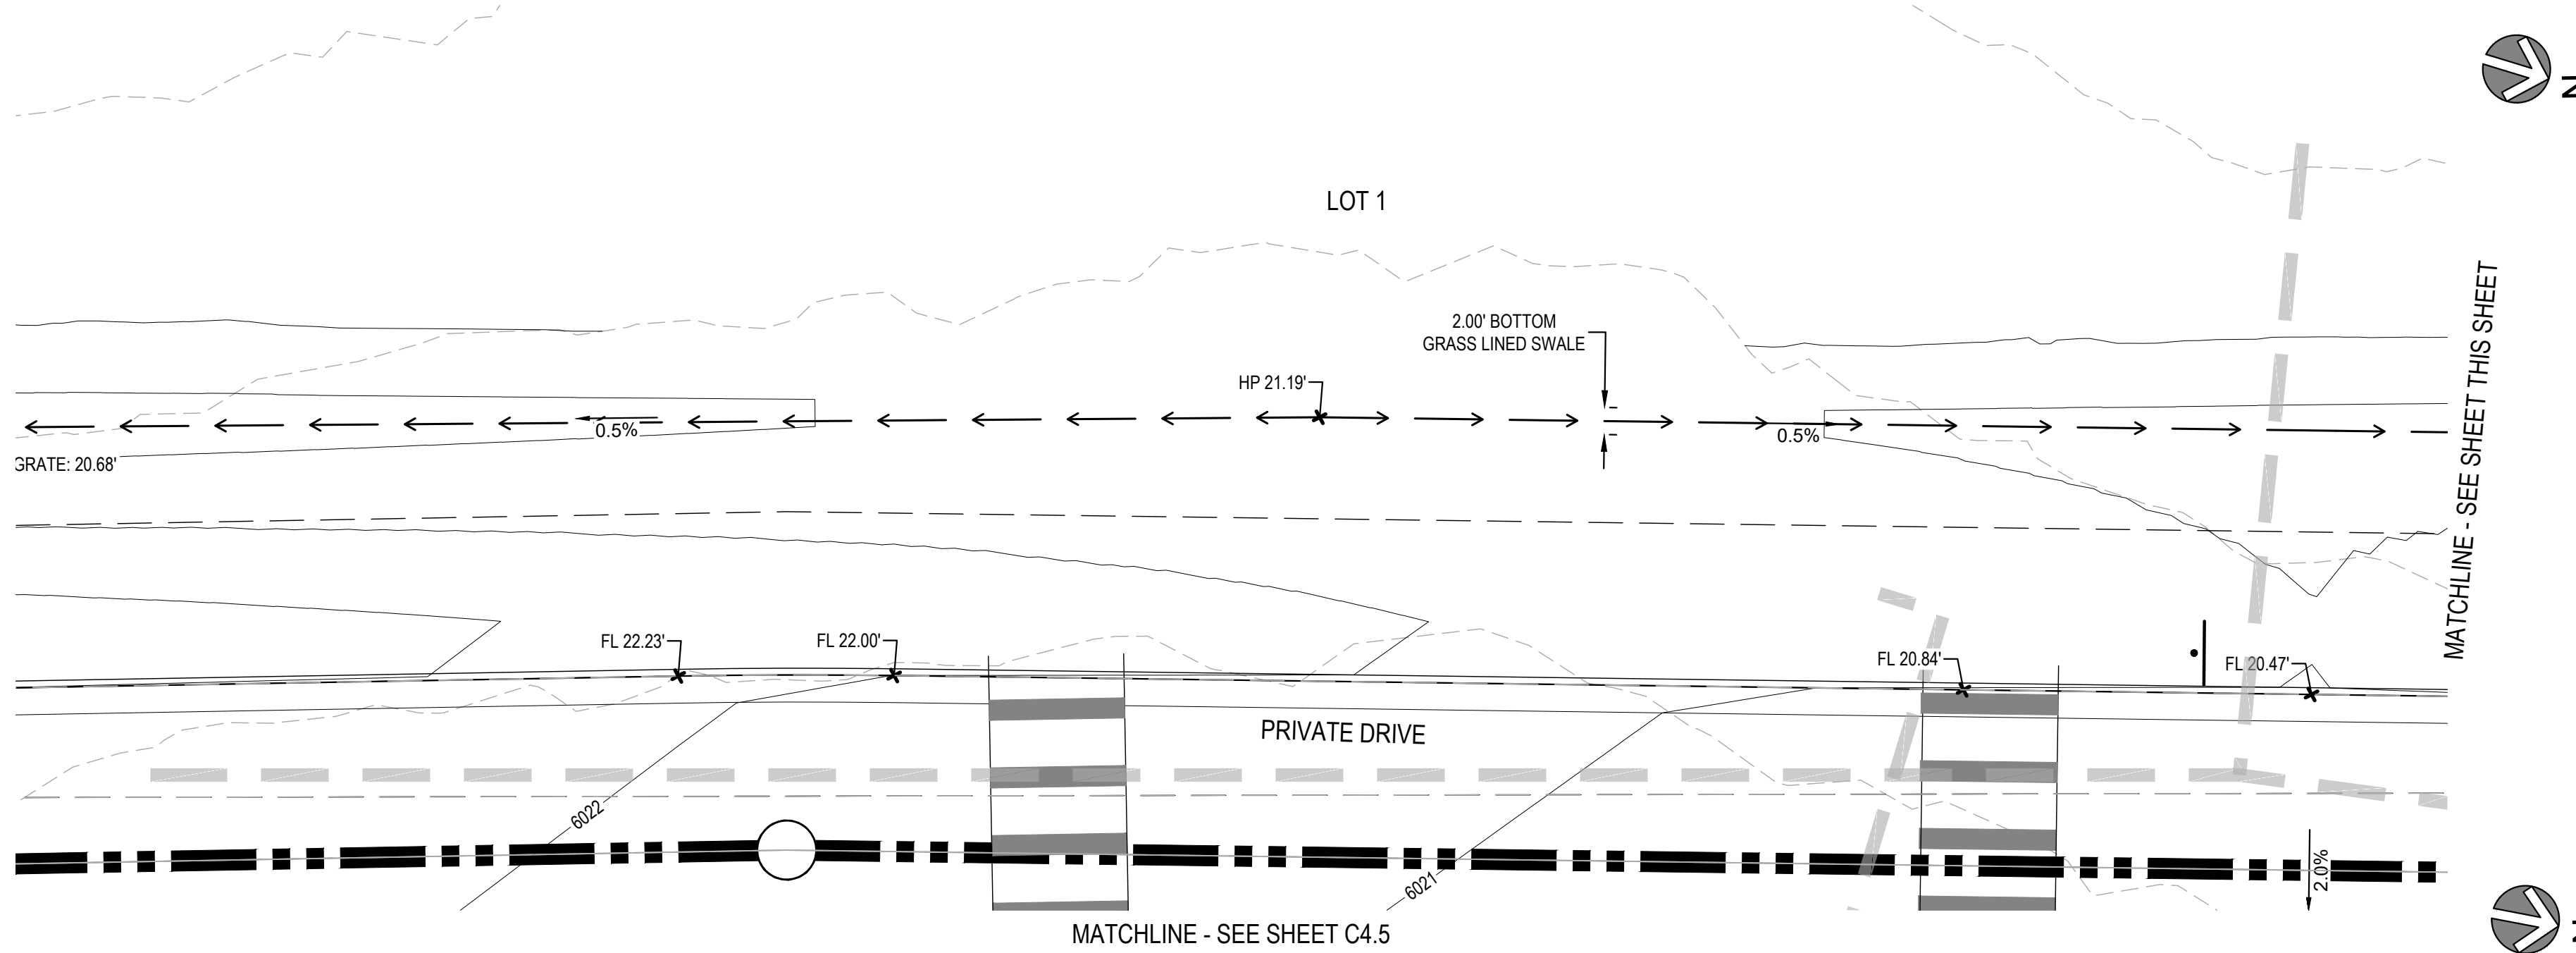 N
LOT 1
2.00' BOTTOM
GRASS LINED SWALE
HP 21.19'
0.5%
0.5%
GRATE: 20.68'
MATCHLINE - SEE SHEET THIS SHEET
FL 22.23'
FL 22.00'
FL 20.84'
FL 20.47'
PRIVATE DRIVE
6022
6021
2.0%
MATCHLINE - SEE SHEET C4.5
N